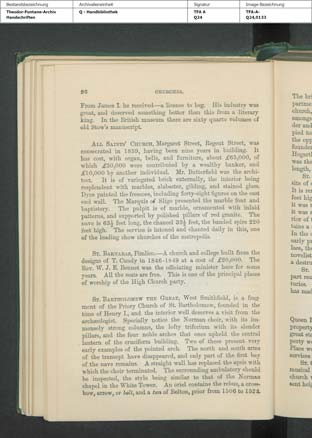 Bestandsbezeichnung
Archivalieneinheit
Signatur
Image-Bezeichnung
Theodor-Fontane-Archiv
Handschriften
Q - Handbibliothek
TFA A
Q24
TFA-A-
Q24,0133
96 CHURCHES.
From James I. he received—a licence to beg. His industry was
great, and deserved something better than this from a literary
king. In the British museum there are sixty quarto volumes of
old Stow's manuscript.
ALL SAINTS' CHURCH, Margaret Street, Regent Street, was
consecrated in 1859, having been nine years in building. It
has cost, with organ, bells, and furniture, about £65,000, of
which £30,000 were contributed by a wealthy banker, and
£10,000 by another individual. Mr. Butterfield was the archi-
tect. It is of variegated brick externally, the interior being
resplendent with marbles, alabaster, gilding, and stained glass.
Dyce painted the frescoes, including forty-eight figures on the east
end wall. The Marquis of Sligo presented the marble font and
baptistery. The pulpit is of marble, ornamented with inlaid
patterns, and supported by polished pillars of red granite. The
nave is 63½ feet long, the chancel 38½ feet, the handed spire 220
feet high. The service is intoned and chanted daily in this, one
of the leading show churches of the metropolis.
ST. BARNABAS, Pimlico.—A church and college built from the
designs of T. Cundy in 1846-1849 at a cost of £20,000. The
Rev. W. J. E. Bennet was the officiating minister here for some
years. All the seats are free. This is one of the principal places
of worship of the High Church party.
ST. BARTHOLOMEW THE GREAT, West Smithfield, is a frag-
ment of the Priory Church of St. Bartholomew, founded in the
time of Henry I., and the interior well deserves a visit from the
archæologist. Specially notice the Norman choir, with its im-
mensely strong columns, the lofty triforium with its slender
pillars, and the four noble arches that once upheld the central
lantern of the cruciform building. Two of these present very
early examples of the pointed arch. The north and south arms
of the transept have disappeared, and only part of the first bay
of the nave remains. A straight wall has replaced the apsis with
which the choir terminated. The surrounding ambulatory should
be inspected, the style being similar to that of the Norman
chapel in the White Tower. An oriel contains the rebus, a cross-
bow, arrow, or bolt, and a tun of Bolton, prior from 1506 to 1532.